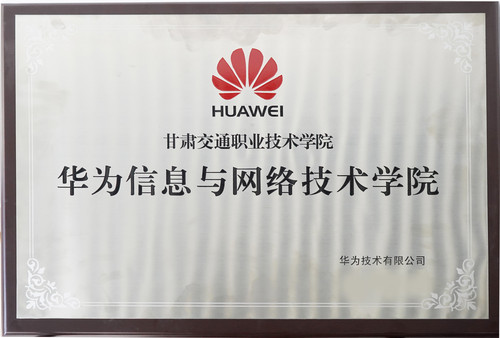 HUAWEI
甘肃交通职业技术学院
华为信息与网络技术学院
华为技术有限公司